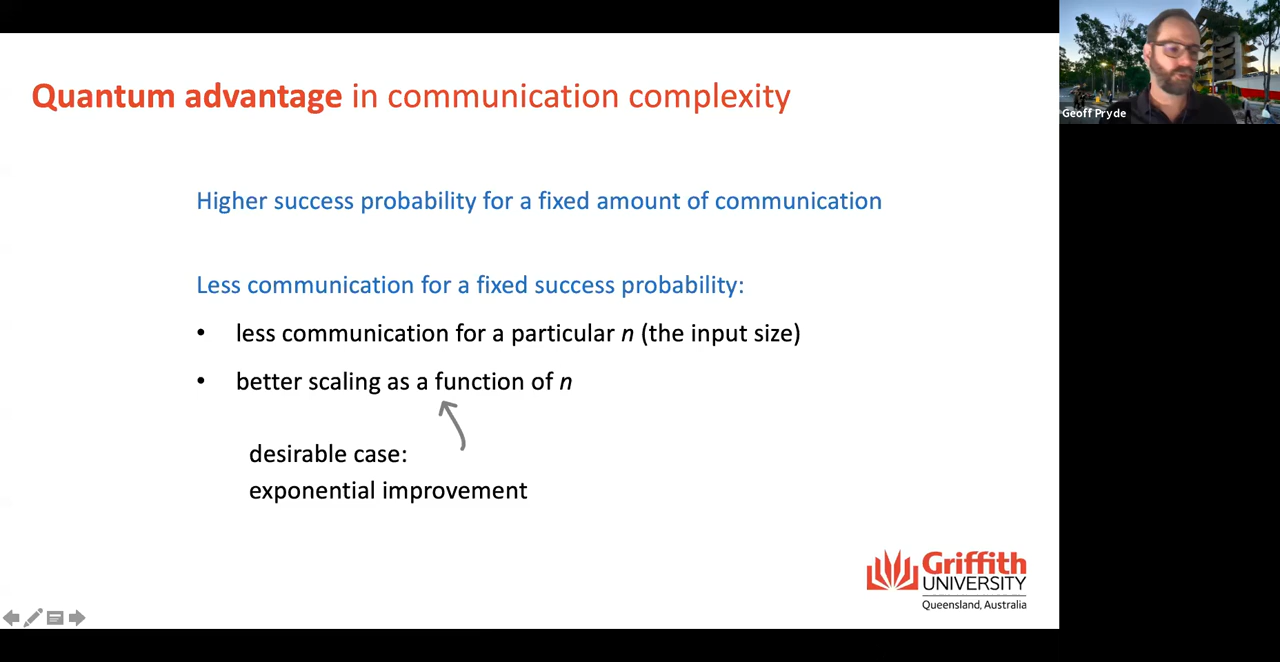 Quantum advantage in communication complexity
Higher success probability for a fixed amount of communication
Less communication for a fixed success probability:
• less communication for a particular n (the input size)
• better scaling as a function of n
desirable case:
exponential improvement
Griffith
UNIVERSITY
Queensland, Australia
Geoff Pryde